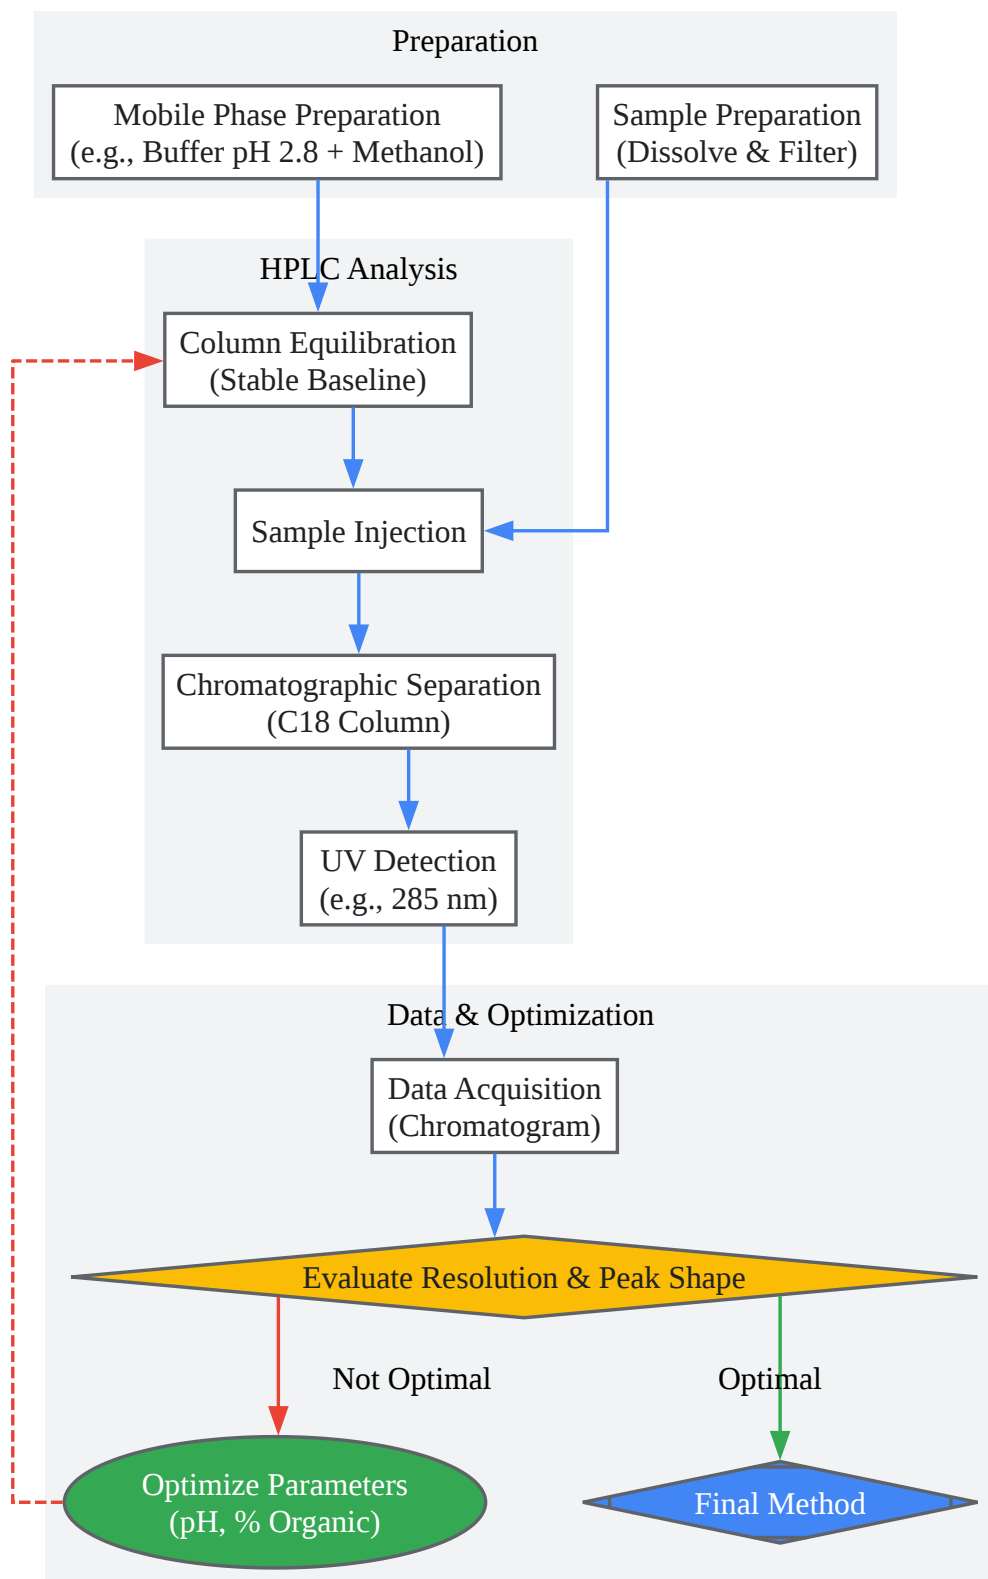 Preparation
Mobile Phase Preparation
(e.g., Buffer pH 2.8 + Methanol)
Sample Preparation
(Dissolve & Filter)
HPLC Analysis
Column Equilibration
(Stable Baseline)
Sample Injection
Chromatographic Separation
(C18 Column)
UV Detection
(e.g., 285 nm)
Data & Optimization
Data Acquisition
(Chromatogram)
Evaluate Resolution & Peak Shape
Not Optimal
Optimal
Optimize Parameters
(pH, % Organic)
Final Method